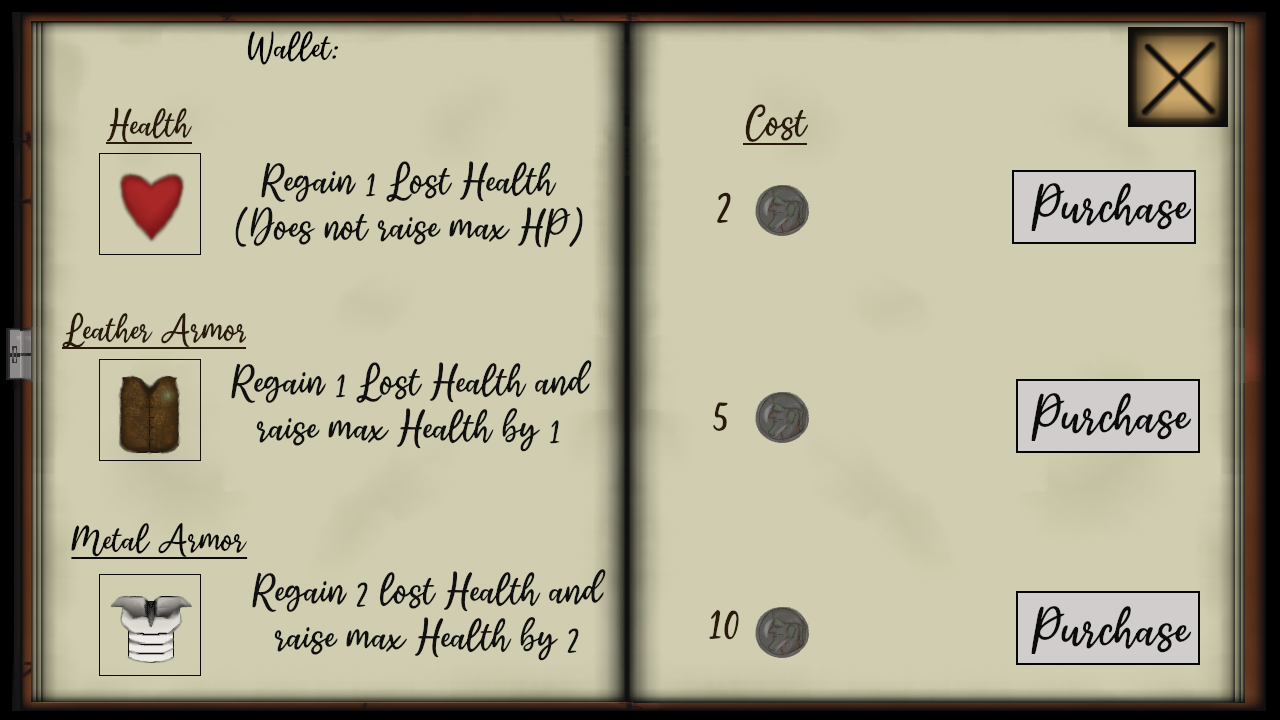 Wallet:
Health
Cost
Regain 1 Lost Health
(Does not raise max HP)
2
Purchase
Leather Armor
Regain 1 Lost Health and
raise max Health by 1
5
Purchase
Metal Armor
Regain 2 lost Health and
raise max Health by 2
10
Purchase